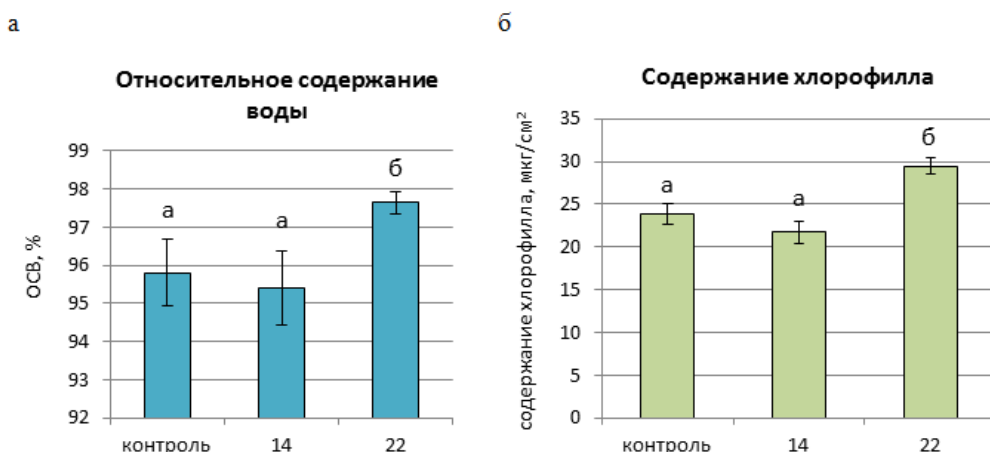 а
Относительное содержание
воды
ОСВ, %
99
98
97
96
95
94
93
92
а
а
б
контроль
14
22
б
Содержание хлорофилла
содержание хлорофилла, мкг/см²
35
30
25
20
15
10
5
0
а
а
б
контроль
14
22